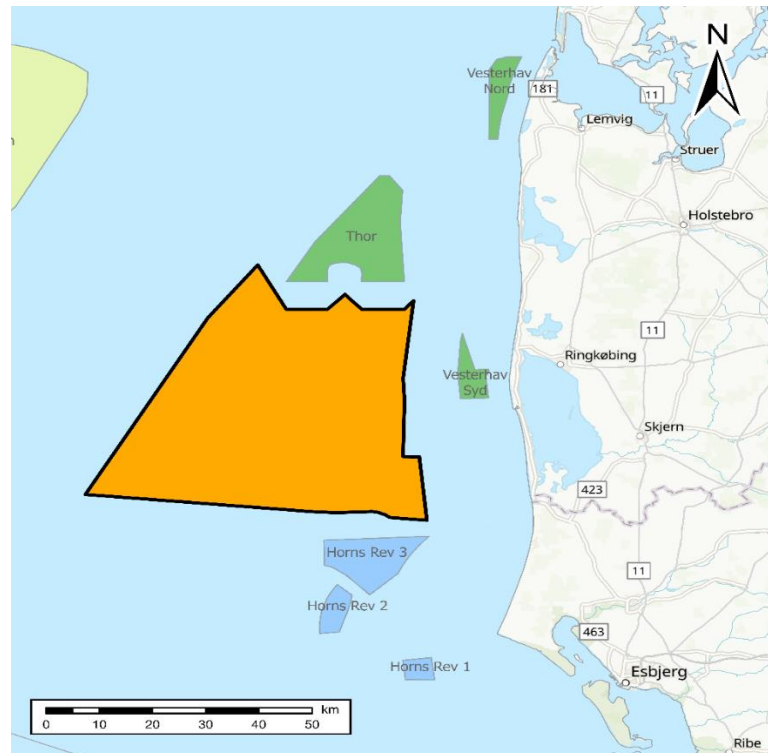 N
Vesterhav
Nord
181
11
Lemvig
Struer
n
Holstebro
Thor
11
Ringkøbing
Vesterhav
Syd
Skjern
423
Horns Rev 3
11
Horns Rev 2
463
Horns Rev 1
Esbjerg
km
0 10 20 30 40 50
Ribe